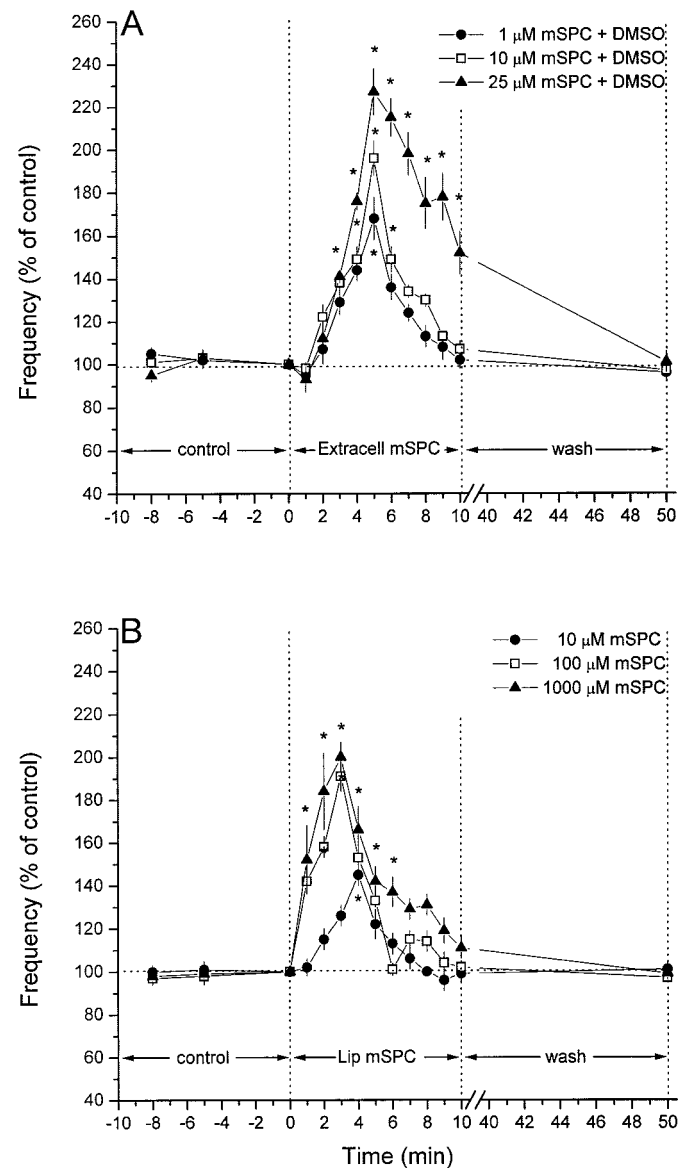 A
1 μM mSPC + DMSO
10 μM mSPC + DMSO
25 μM mSPC + DMSO
Frequency (% of control)
260
240
220
200
180
160
140
120
100
80
60
40
* * * * * * * * * * * * *
control
Extracell mSPC
wash
-10 -8 -6 -4 -2 0 2 4 6 8 10 40 42 44 46 48 50
B
10 μM mSPC
100 μM mSPC
1000 μM mSPC
Frequency (% of control)
260
240
220
200
180
160
140
120
100
80
60
40
* * * * * * * *
control
Lip mSPC
wash
-10 -8 -6 -4 -2 0 2 4 6 8 10 40 42 44 46 48 50
Time (min)